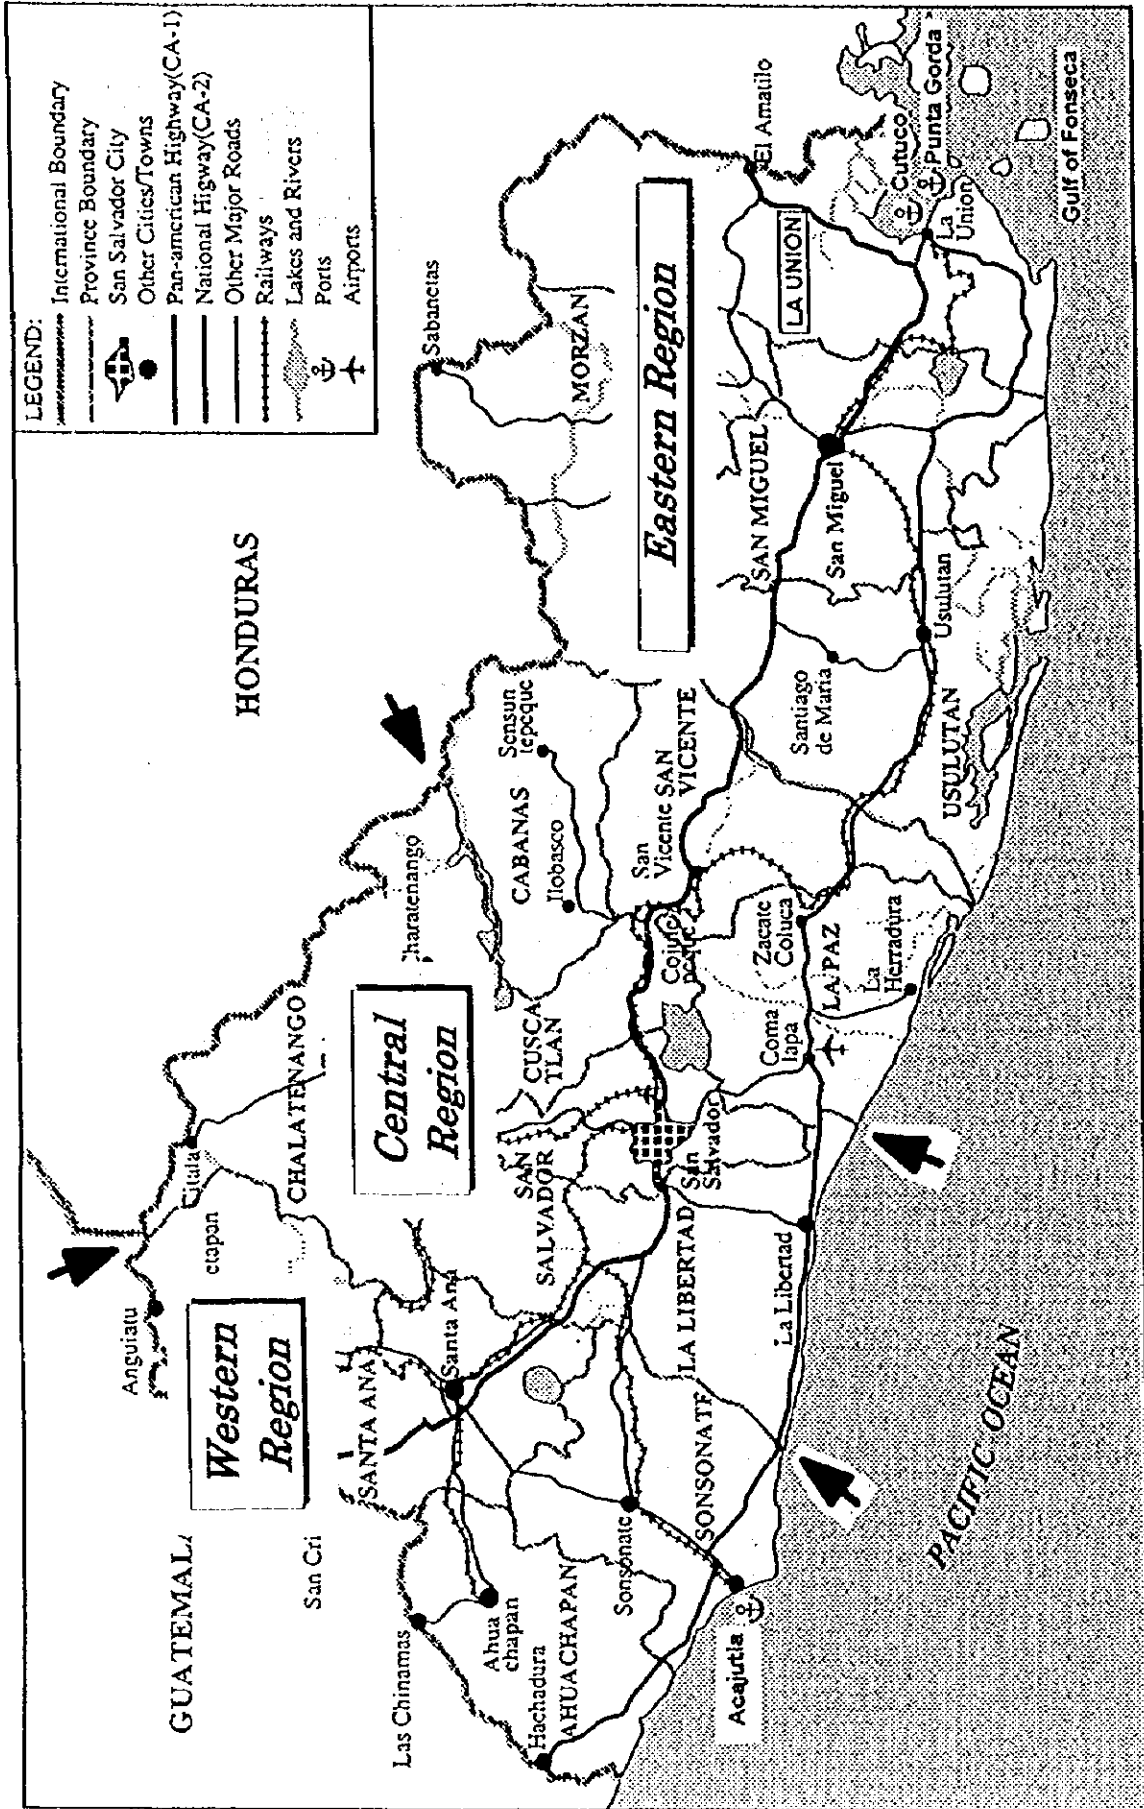 LEGEND:
International Boundary
Province Boundary
San Salvador City
Other Cities/Towns
Pan-american Highway(CA-1)
National Higway(CA-2)
Other Major Roads
Railways
Lakes and Rivers
Ports
Airports
GUATEMAL
HONDURAS
Anguiatu
Citala
etapan
San Cri
Western
Region
Central
Region
Eastern Region
CHALATENANGO
haratenango
Sabanetas
Las Chinamas
SANTA ANA
Santa Ana
Ahua
chapan
Hachadura
AHUACHAPAN
Sonsonate
SONSONATE
Acajutla
LA LIBERTAD
La Libertad
SAN
SALVADOR
San
Salvador
CUSCA
TLAN
CABANAS
Ilobasco
Sensun
tepeque
Cojute
peque
San
Vicente
SAN
VICENTE
Zacate
Coluca
Coma
lapa
LA PAZ
La
Herradura
MORZAN
SAN MIGUEL
San Miguel
Santiago
de Maria
Usulutan
USULUTAN
LA UNION
El Amatilo
La
Union
Cutuco
Punta Gorda
Gulf of Fonseca
PACIFIC OCEAN